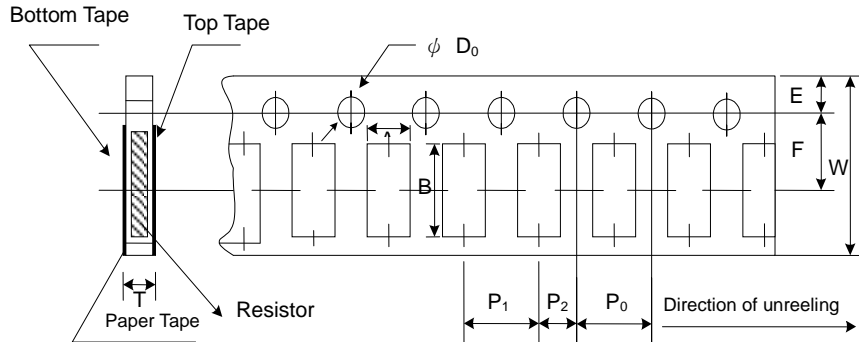 Bottom Tape
Top Tape
ϕ D₀
E
F
W
B
T
P₁
P₂
P₀
Direction of unreeling
Resistor
Paper Tape